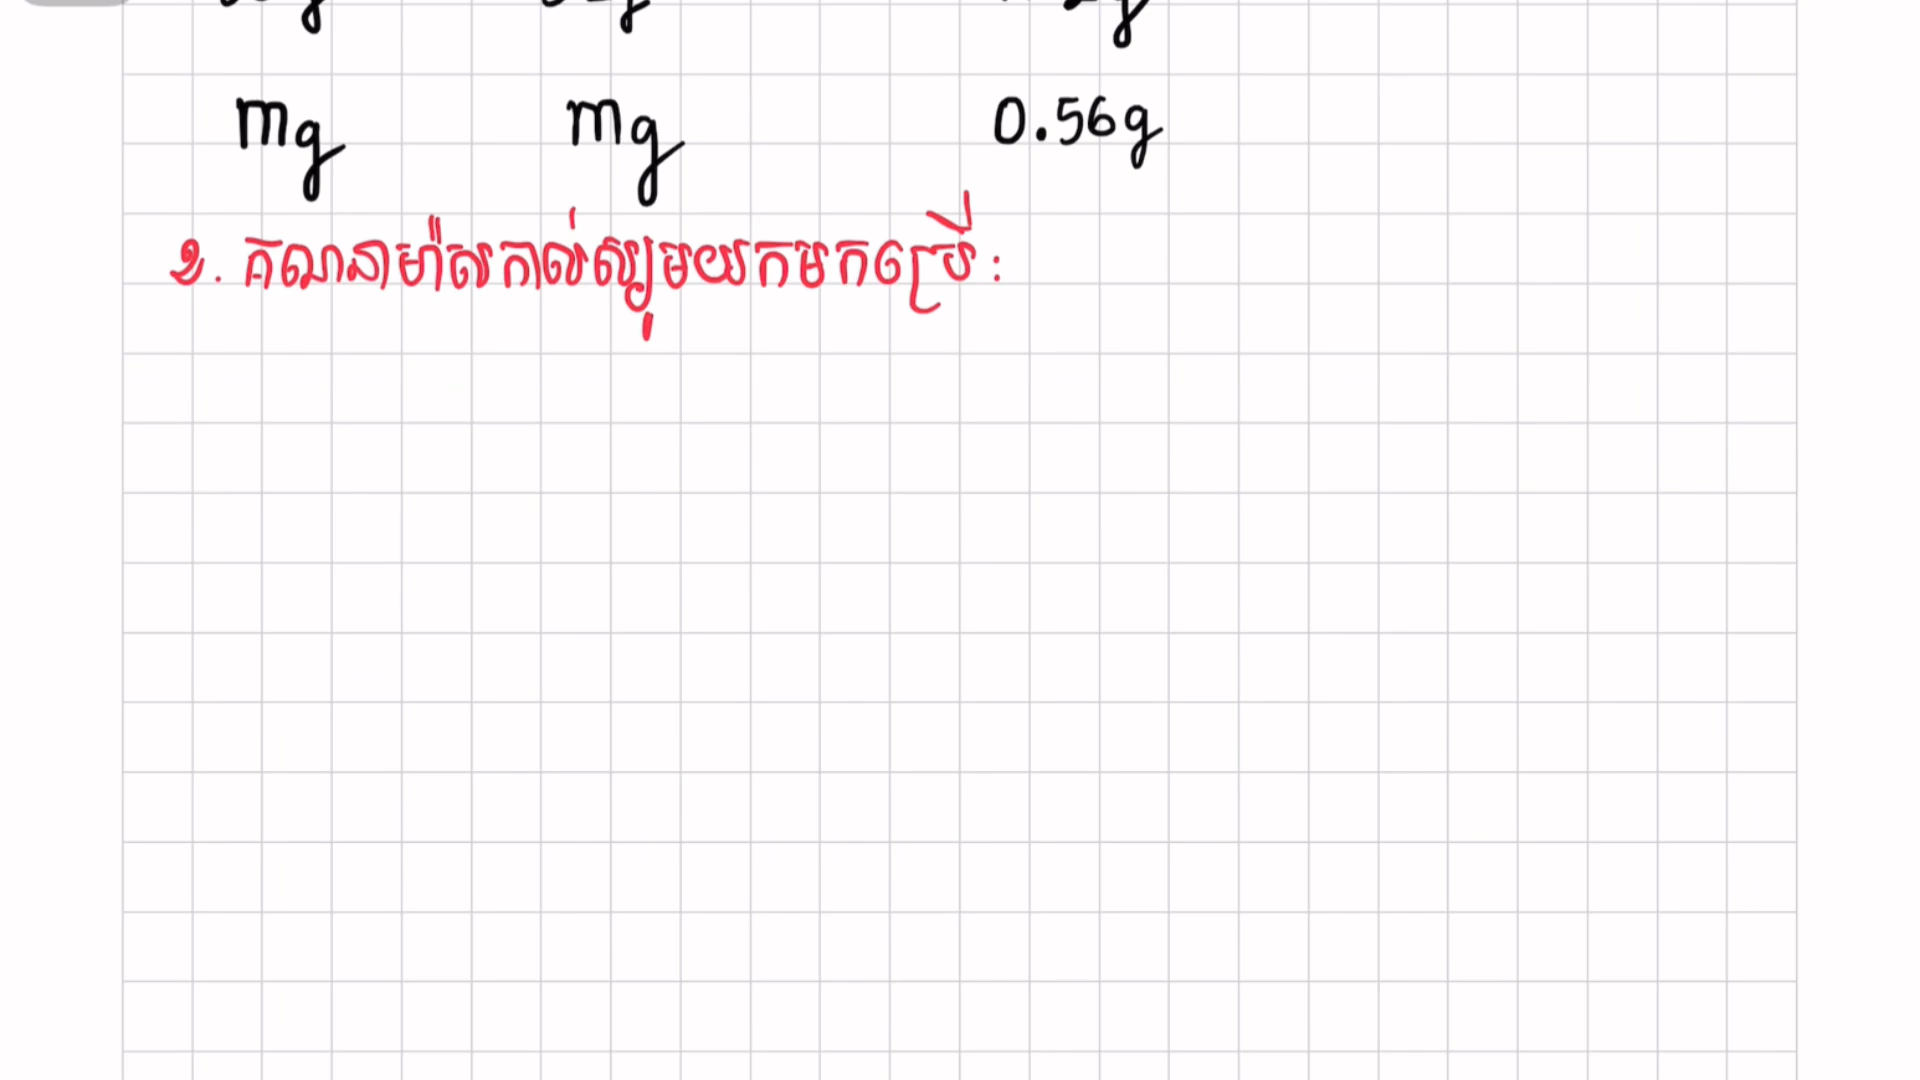 mg mg 0.56g
២. គណនាម៉ាសកាល់ស្យូមយកមកប្រើ: